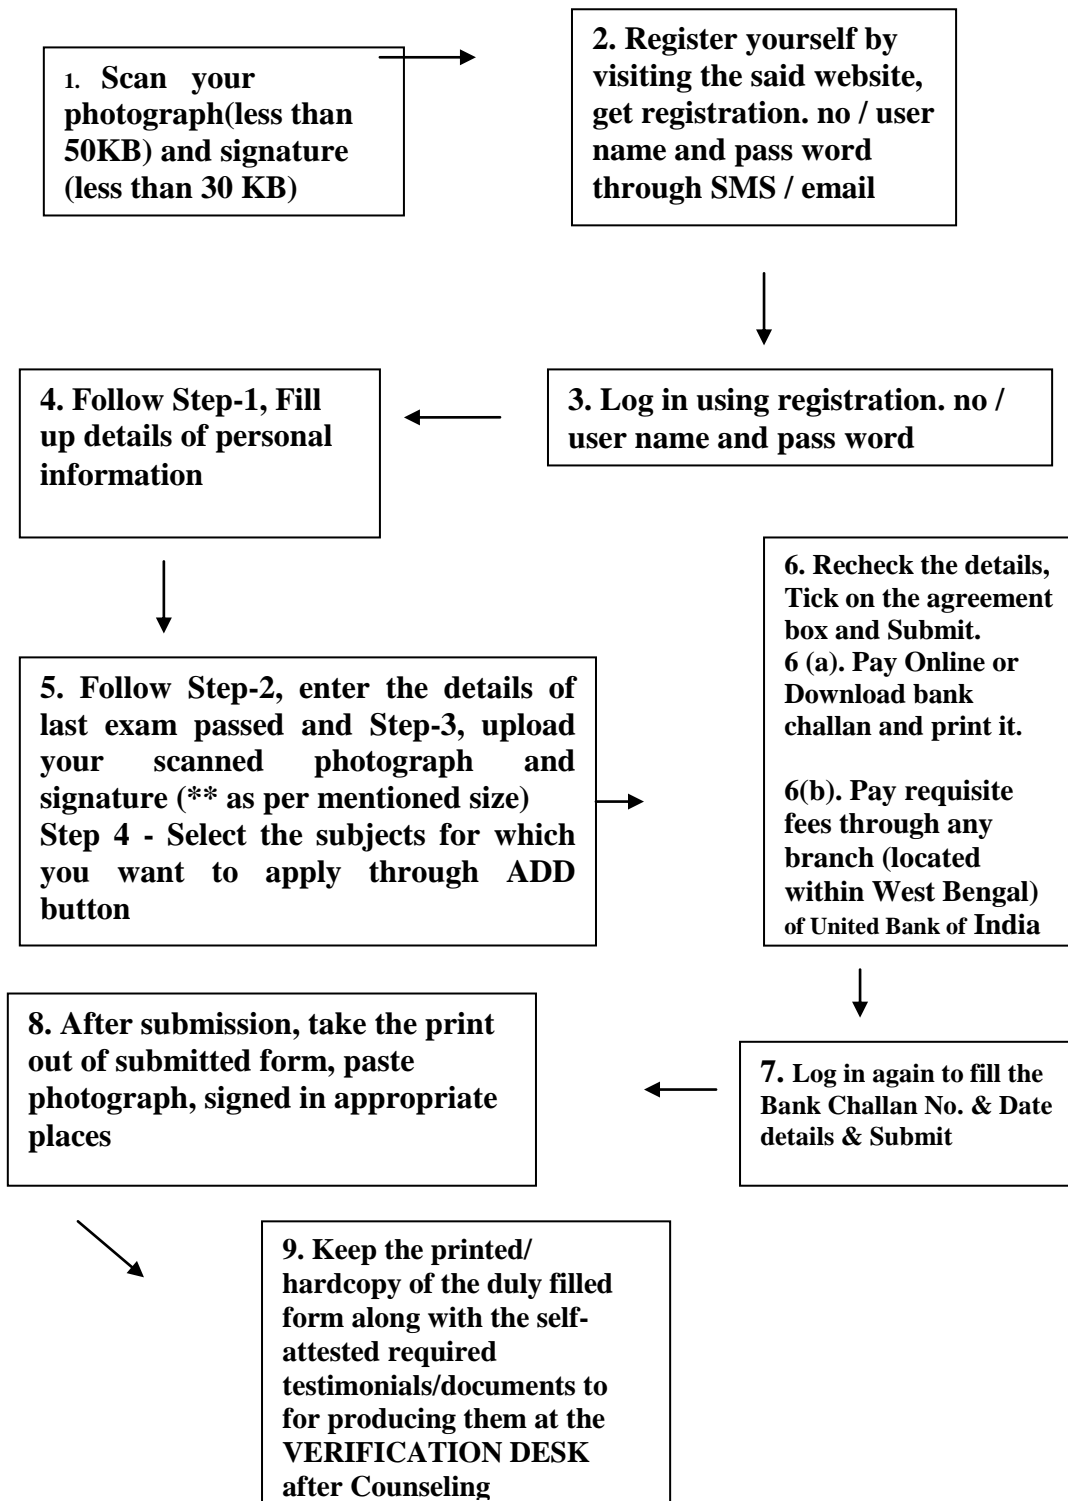 1. Scan your
photograph(less than
50KB) and signature
(less than 30 KB)
2. Register yourself by
visiting the said website,
get registration. no / user
name and pass word
through SMS / email
3. Log in using registration. no /
user name and pass word
4. Follow Step-1, Fill
up details of personal
information
5. Follow Step-2, enter the details of
last exam passed and Step-3, upload
your scanned photograph and
signature (** as per mentioned size)
Step 4 - Select the subjects for which
you want to apply through ADD
button
6. Recheck the details,
Tick on the agreement
box and Submit.
6 (a). Pay Online or
Download bank
challan and print it.
6(b). Pay requisite
fees through any
branch (located
within West Bengal)
of United Bank of India
7. Log in again to fill the
Bank Challan No. & Date
details & Submit
8. After submission, take the print
out of submitted form, paste
photograph, signed in appropriate
places
9. Keep the printed/
hardcopy of the duly filled
form along with the self-
attested required
testimonials/documents to
for producing them at the
VERIFICATION DESK
after Counseling